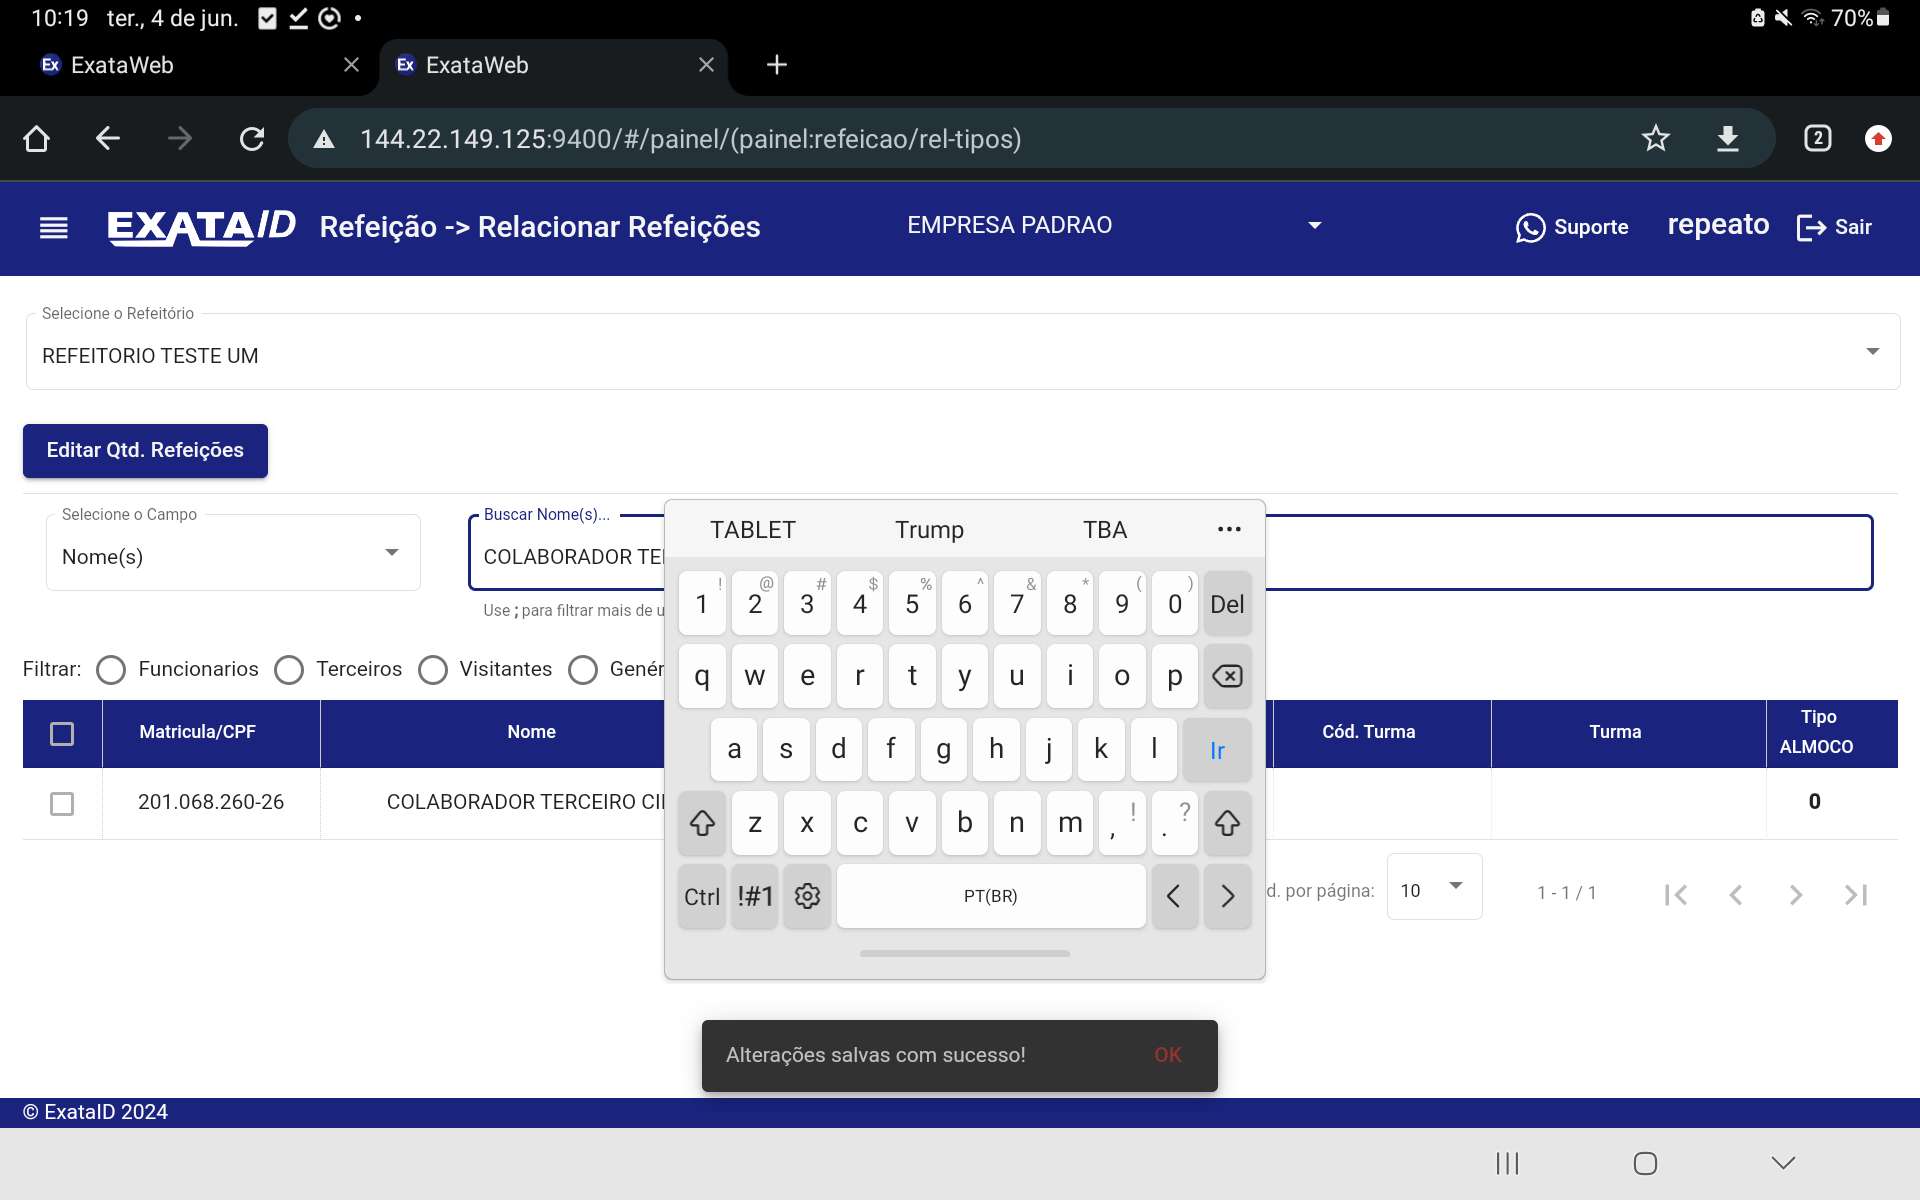 10:19 ter., 4 de jun. 70%
Ex ExataWeb Ex ExataWeb
144.22.149.125:9400/#/painel/(painel:refeicao/rel-tipos) 2
EXATAID Refeição -> Relacionar Refeições EMPRESA PADRAO Suporte repeato Sair
Selecione o Refeitório
REFEITORIO TESTE UM
Editar Qtd. Refeições
Selecione o Campo Buscar Nome(s)...
Nome(s) COLABORADOR
Use ; para filtrar mais de
TABLET Trump TBA
! @ # $ % ^ & * ( )
1 2 3 4 5 6 7 8 9 0 Del
q w e r t y u i o p
a s d f g h j k l Ir
z x c v b n m , ! . ?
Ctrl !#1 PT(BR) < >
Filtrar: Funcionarios Terceiros Visitantes
Matricula/CPF Nome Cód. Turma Turma Tipo ALMOCO
201.068.260-26 COLABORADOR TERCEIRO 0
por página: 10 1 - 1 / 1
Alterações salvas com sucesso! OK
© ExataID 2024